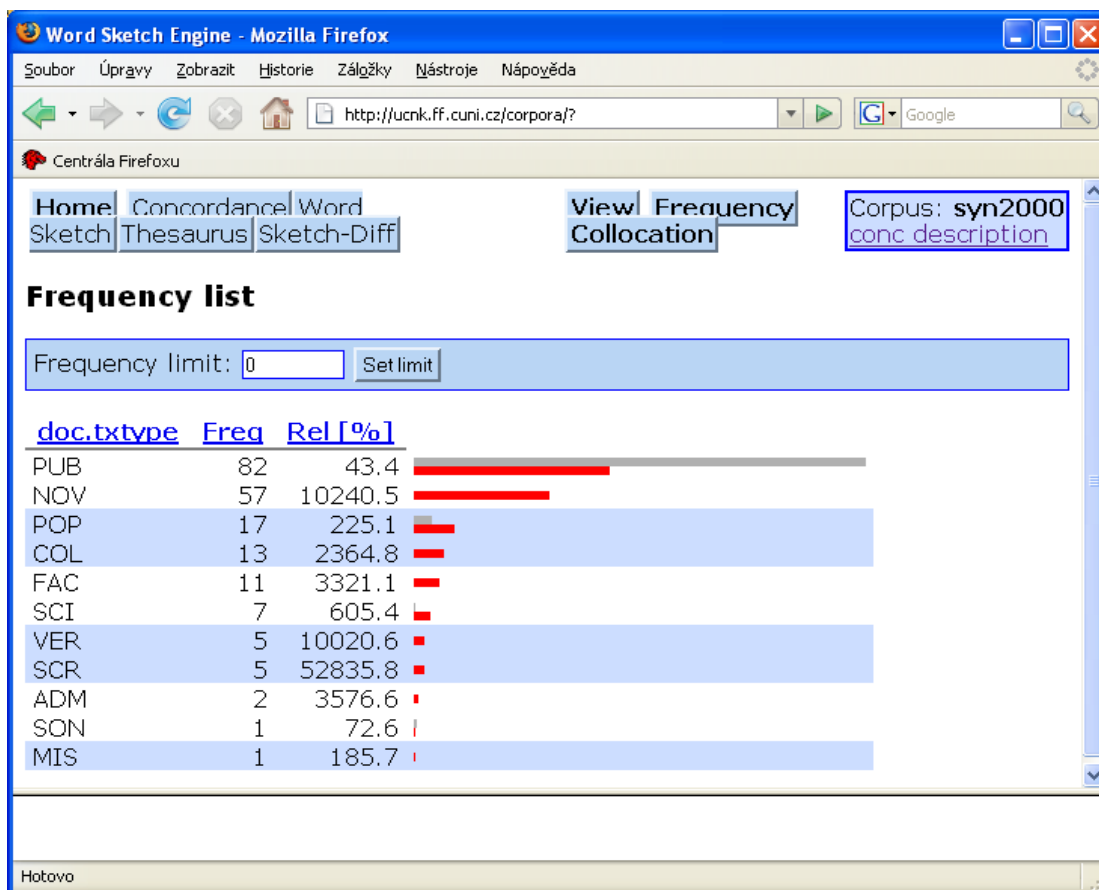 Word Sketch Engine - Mozilla Firefox
Soubor Úpravy Zobrazit Historie Záložky Nástroje Nápověda
http://ucnk.ff.cuni.cz/corpora/? G Google
Centrála Firefoxu
Home Concordance Word
Sketch Thesaurus Sketch-Diff
View Frequency
Collocation
Corpus: syn2000
conc description
Frequency list
Frequency limit: 0 Set limit
doc.txtype Freq Rel [%]
PUB 82 43.4
NOV 57 10240.5
POP 17 225.1
COL 13 2364.8
FAC 11 3321.1
SCI 7 605.4
VER 5 10020.6
SCR 5 52835.8
ADM 2 3576.6
SON 1 72.6
MIS 1 185.7
Hotovo